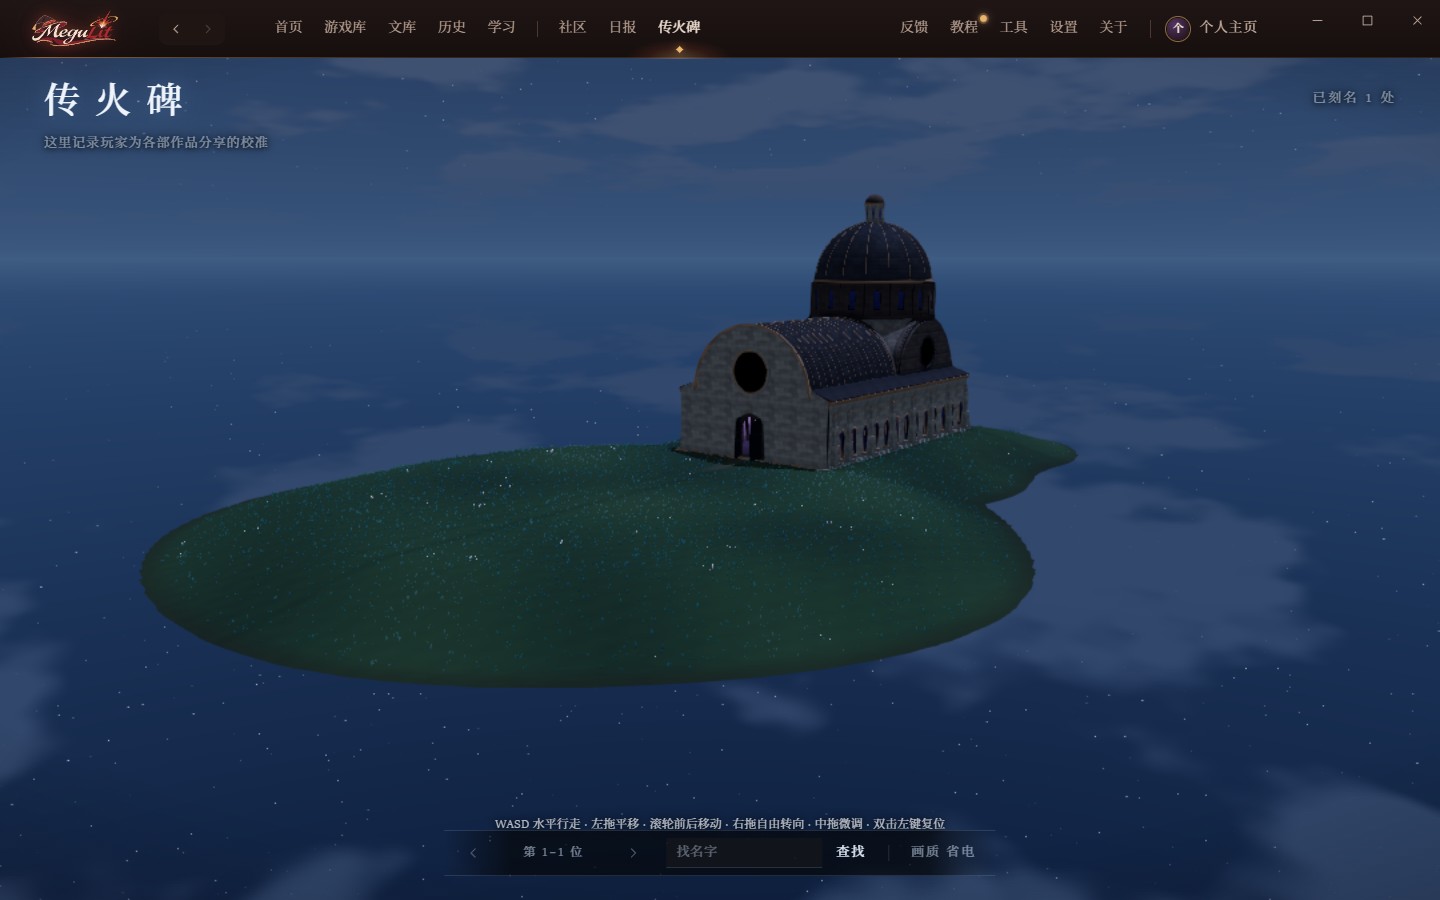 MeguLit
首页 游戏库 文库 历史 学习 社区 日报 传火碑 反馈 教程 工具 设置 关于 个 个人主页
传火碑
已刻名 1 处
这里记录玩家为各部作品分享的校准
WASD 水平行走 · 左拖平移 · 滚轮前后移动 · 右拖自由转向 · 中拖微调 · 双击左键复位
第 1–1 位 找名字 查找 画质 省电